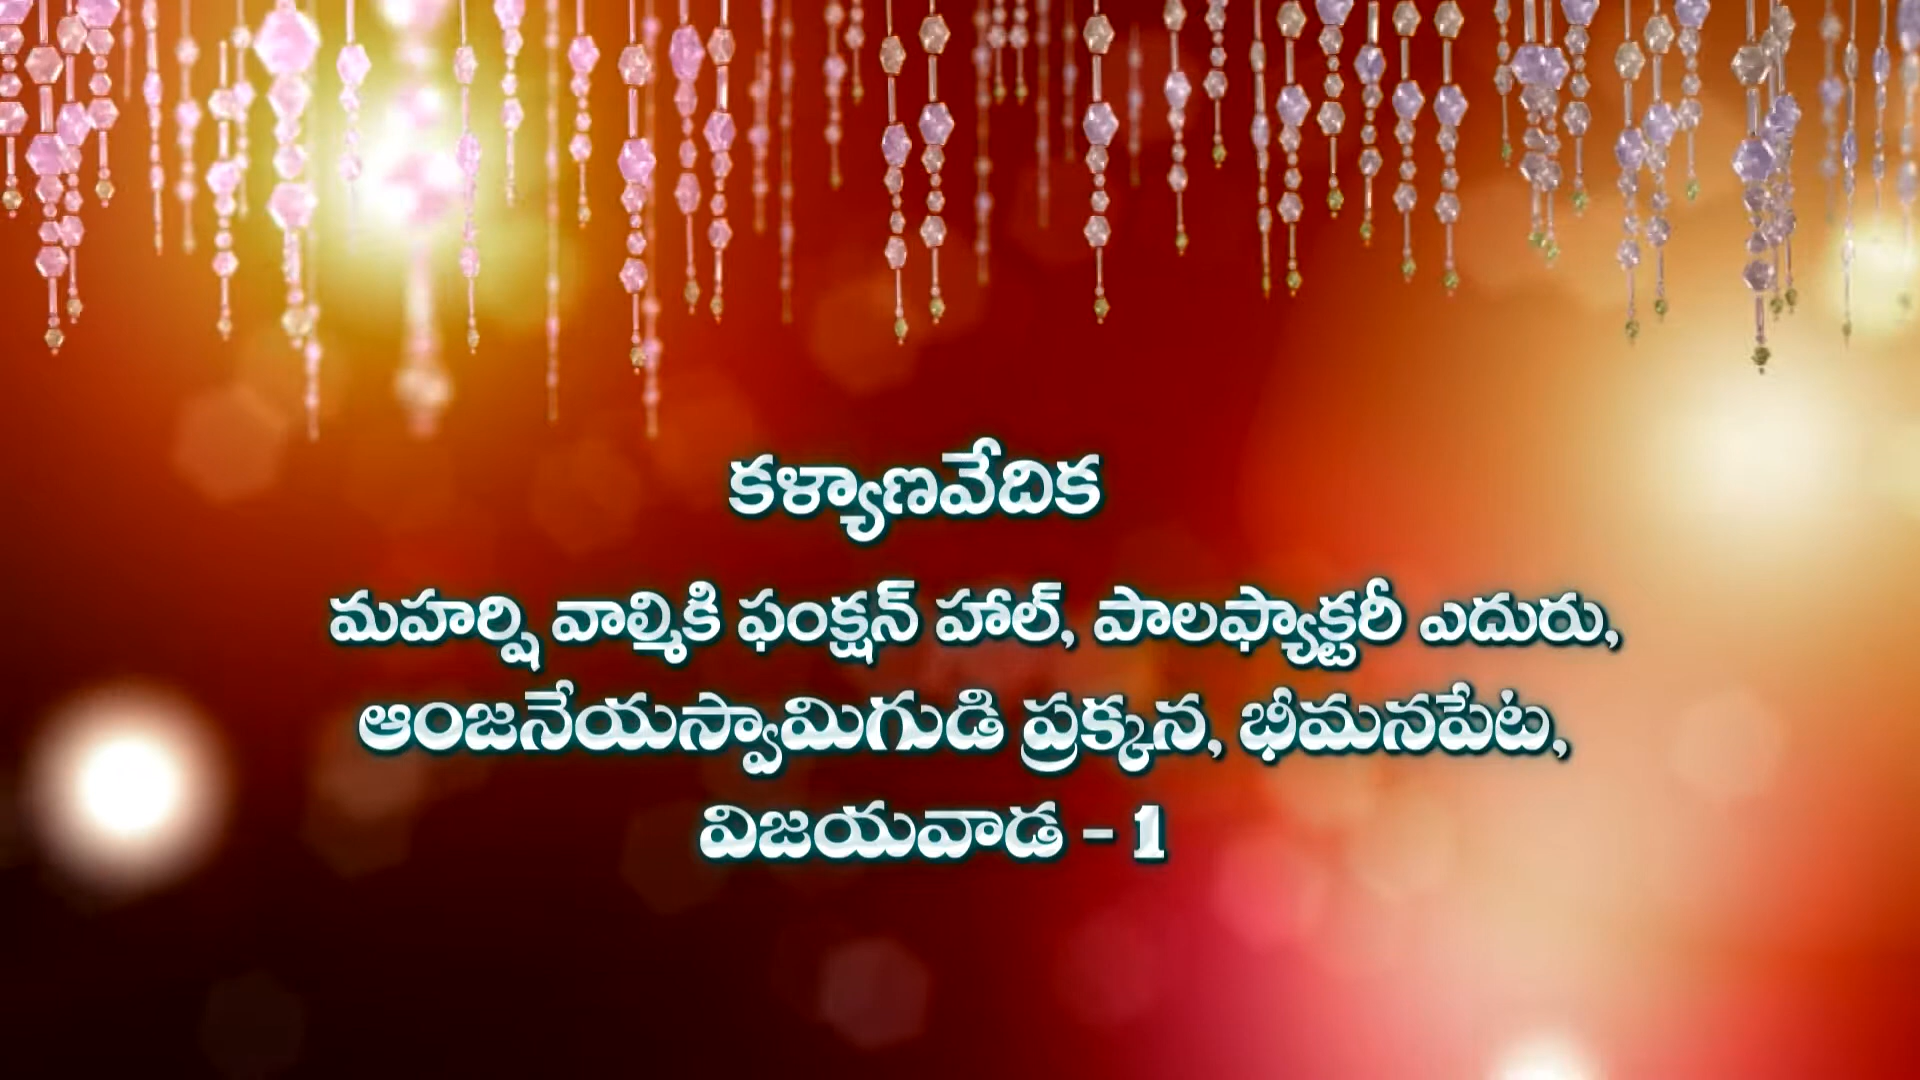 కళ్యాణవేదిక
మహర్షి వాల్మికి ఫంక్షన్ హాల్, పాలఫ్యాక్టరీ ఎదురు,
ఆంజనేయస్వామిగుడి ప్రక్కన, భీమనపేట,
విజయవాడ - 1